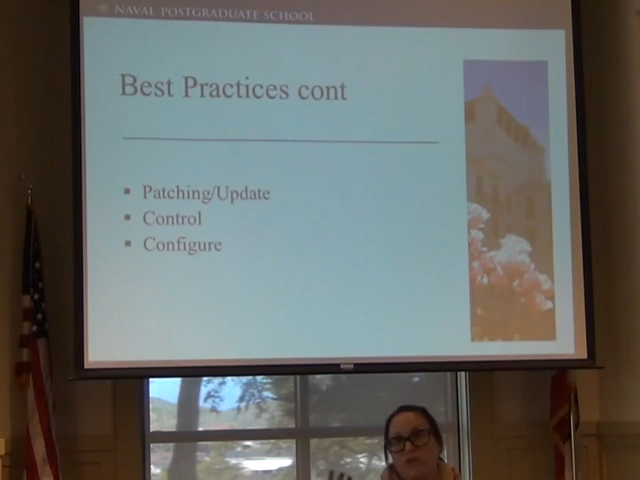 NAVAL POSTGRADUATE SCHOOL
Best Practices cont
Patching/Update
Control
Configure